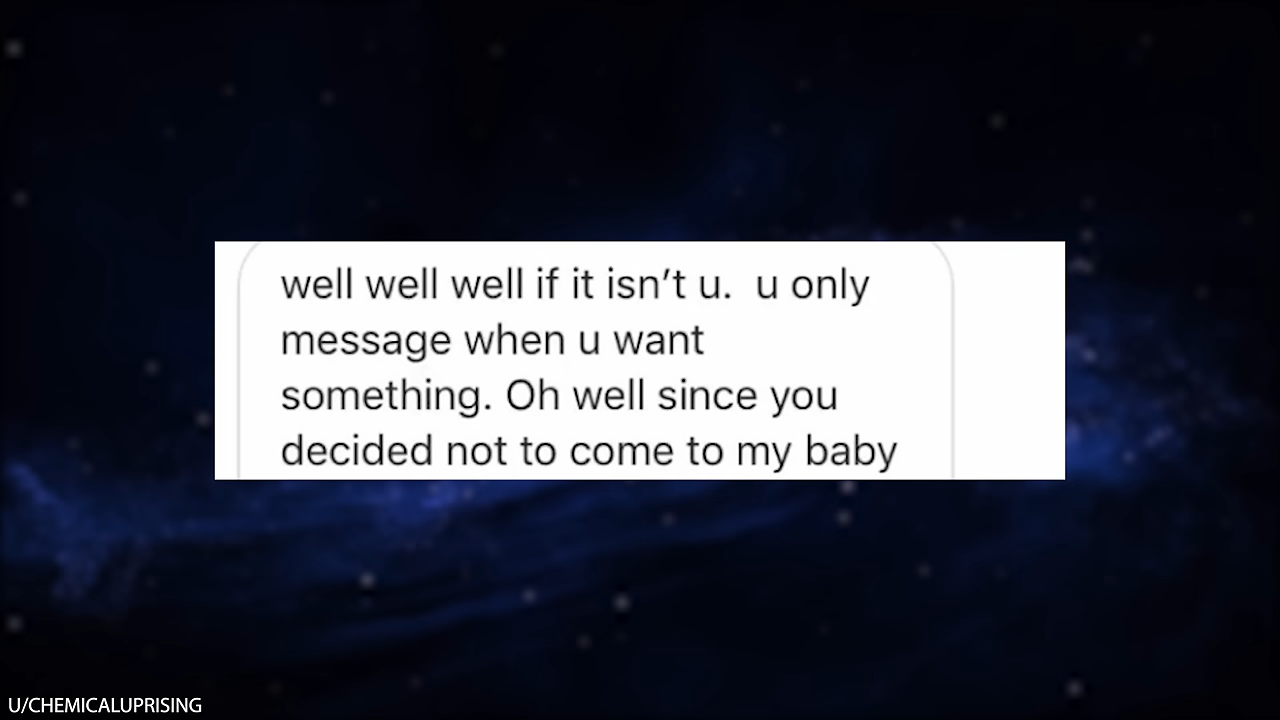 well well well if it isn’t u.  u only
message when u want
something. Oh well since you
decided not to come to my baby
U/CHEMICALUPRISING